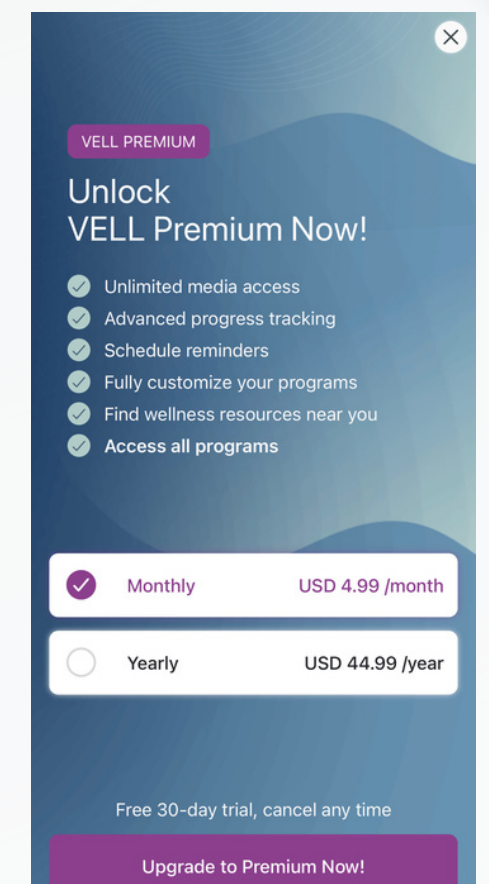 VELL PREMIUM
Unlock
VELL Premium Now!
Unlimited media access
Advanced progress tracking
Schedule reminders
Fully customize your programs
Find wellness resources near you
Access all programs
Monthly USD 4.99 /month
Yearly USD 44.99 /year
Free 30-day trial, cancel any time
Upgrade to Premium Now!